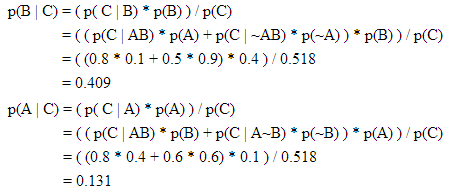 p(B | C) = ( p( C | B) * p(B) ) / p(C)
= ( ( p(C | AB) * p(A) + p(C | ~AB) * p(~A) ) * p(B) ) / p(C)
= ( (0.8 * 0.1 + 0.5 * 0.9) * 0.4 ) / 0.518
= 0.409
p(A | C) = ( p( C | A) * p(A) ) / p(C)
= ( ( p(C | AB) * p(B) + p(C | A~B) * p(~B) ) * p(A) ) / p(C)
= ( (0.8 * 0.4 + 0.6 * 0.6) * 0.1 ) / 0.518
= 0.131